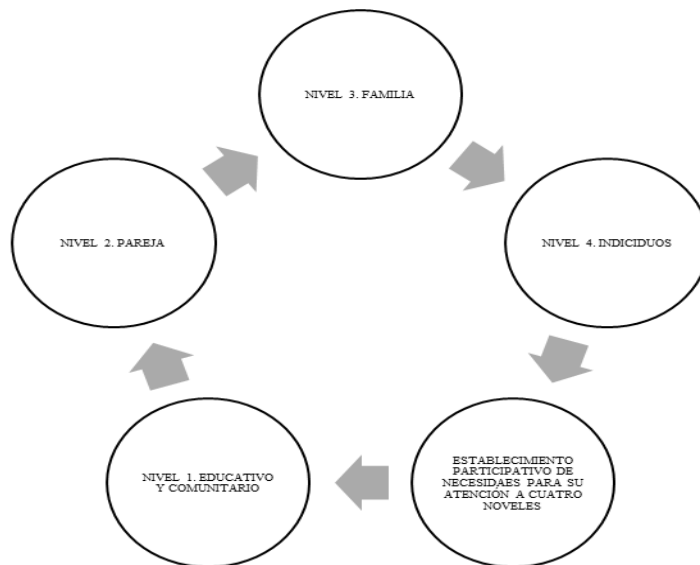 NIVEL 3. FAMILIA
NIVEL 2. PAREJA
NIVEL 4. INDICIDUOS
NIVEL 1. EDUCATIVO
Y COMUNITARIO
ESTABLECIMIENTO
PARTICIPATIVO DE
NECESIDAES PARA SU
ATENCIÓN A CUATRO
NOVELES